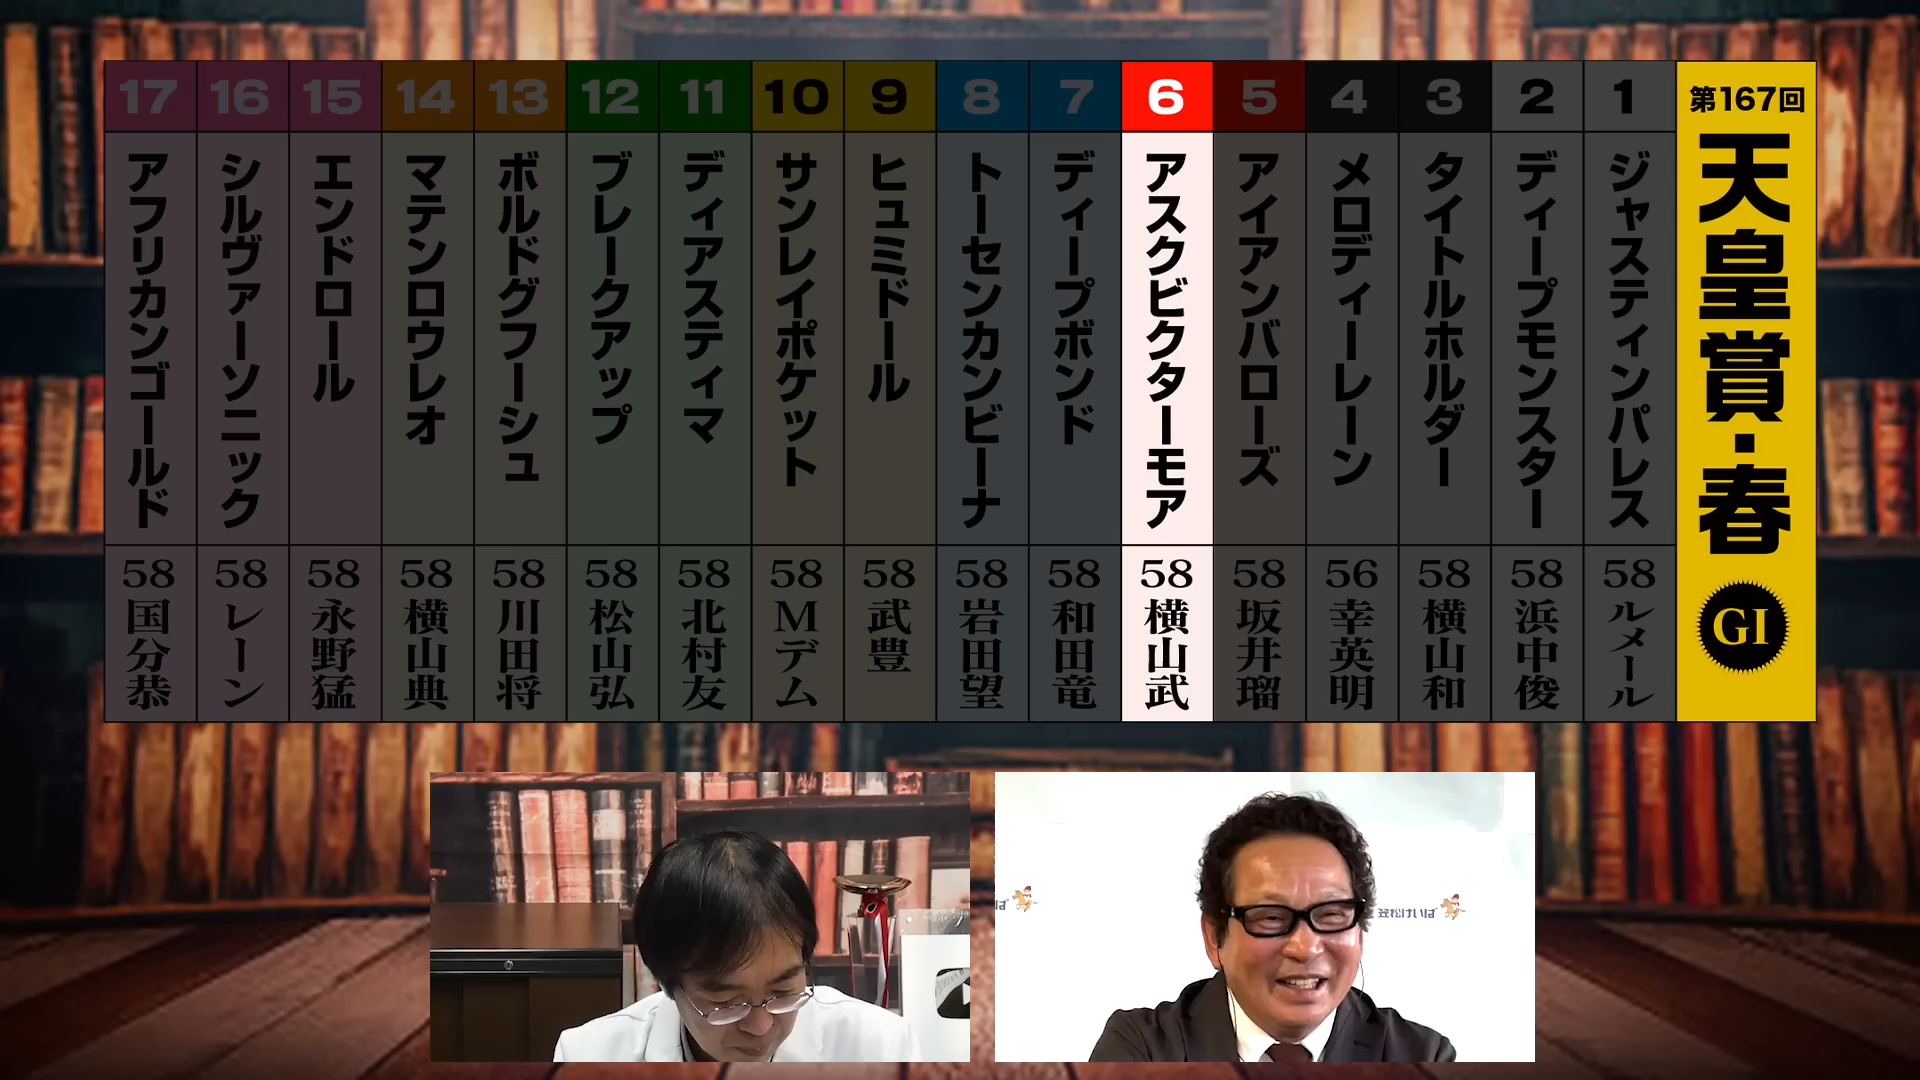 第167回
天皇賞・春
GI
1
ジャスティンパレス
58
ルメール
2
ディープモンスター
58
浜中俊
3
タイトルホルダー
58
横山和
4
メロディーレーン
56
幸英明
5
アイアンバローズ
58
坂井瑠
6
アスクビクターモア
58
横山武
7
ディープボンド
58
和田竜
8
トーセンカンビーナ
58
岩田望
9
ヒュミドール
58
武豊
10
サンレイポケット
58
Mデム
11
ディアスティマ
58
北村友
12
ブレークアップ
58
松山弘
13
ボルドグフーシュ
58
川田将
14
マテンロウレオ
58
横山典
15
エンドロール
58
永野猛
16
シルヴァーソニック
58
レーン
17
アフリカンゴールド
58
国分恭
ば
笠松けいば